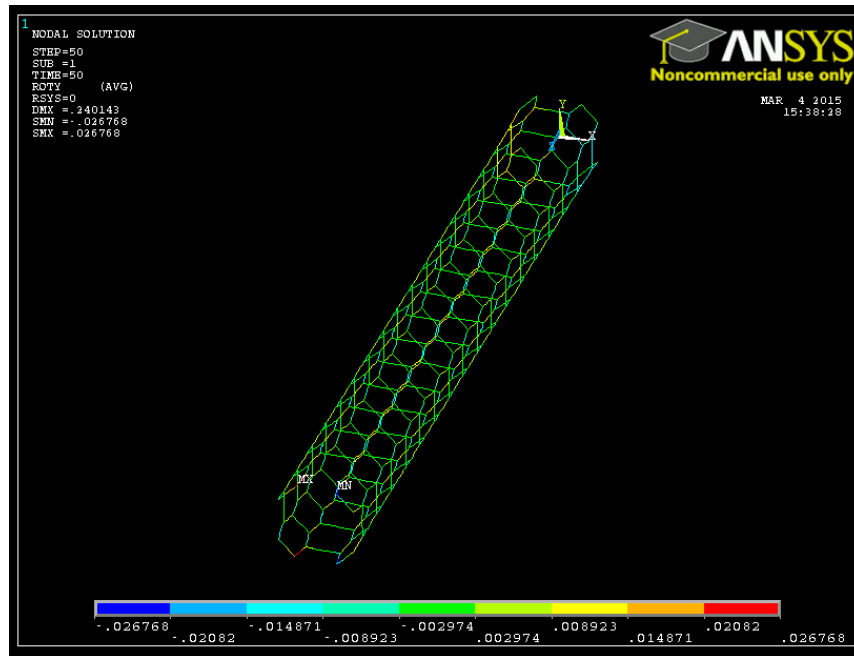 1
NODAL SOLUTION
STEP=50
SUB =1
TIME=50
ROTY (AVG)
RSYS=0
DMX =.240143
SMN =-.026768
SMX =.026768
ANSYS
Noncommercial use only
MAR 4 2015
15:38:28
Y
X
Z
MX
MN
-.026768 -.014871 -.002974 .008923 .02082
-.02082 -.008923 .002974 .014871 .026768